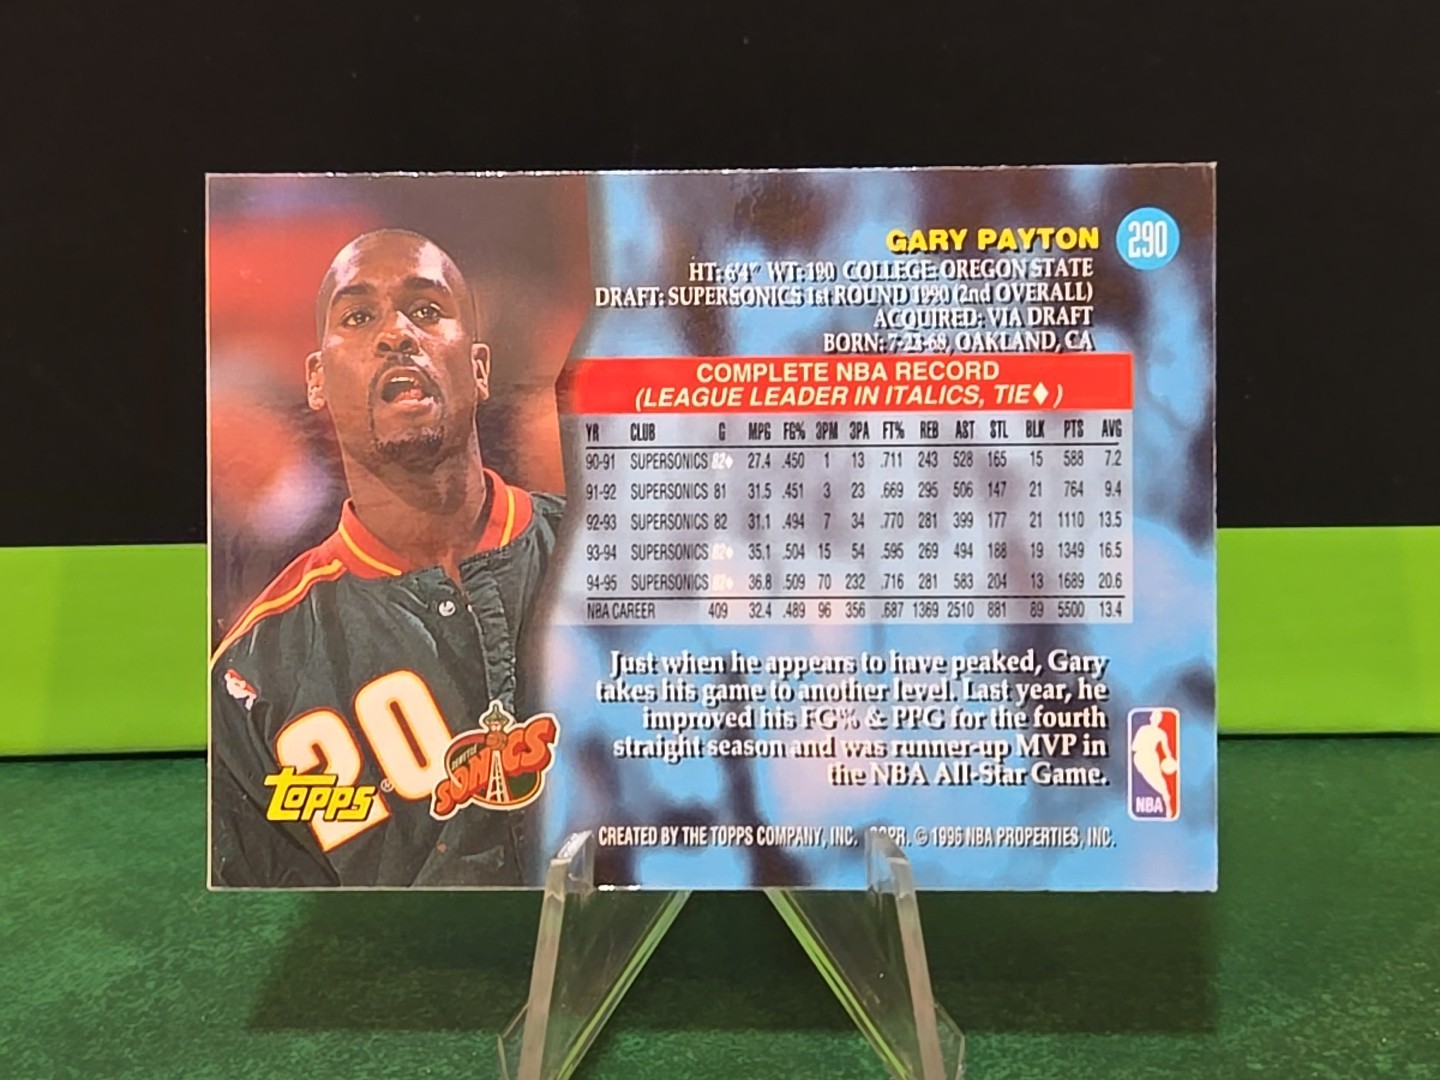 GARY PAYTON 290
HT: 6'4" WT: 190 COLLEGE: OREGON STATE
DRAFT: SUPERSONICS 1st ROUND 1990 (2nd OVERALL)
ACQUIRED: VIA DRAFT
BORN: 7-23-68, OAKLAND, CA
COMPLETE NBA RECORD
(LEAGUE LEADER IN ITALICS, TIE♦)
YR CLUB G MPG FG% 3PM 3PA FT% REB AST STL BLK PTS AVG
90-91 SUPERSONICS 82♦ 27.4 .450 1 13 .711 243 528 165 15 588 7.2
91-92 SUPERSONICS 81 31.5 .451 3 23 .669 295 506 147 21 764 9.4
92-93 SUPERSONICS 82 31.1 .494 7 34 .770 281 399 177 21 1110 13.5
93-94 SUPERSONICS 82♦ 35.1 .504 15 54 .595 269 494 188 19 1349 16.5
94-95 SUPERSONICS 82♦ 36.8 .509 70 232 .716 281 583 204 13 1689 20.6
NBA CAREER 409 32.4 .489 96 356 .687 1369 2510 881 89 5500 13.4
Just when he appears to have peaked, Gary
takes his game to another level. Last year, he
improved his FG% & PPG for the fourth
straight season and was runner-up MVP in
the NBA All-Star Game.
20
SEATTLE
SONICS
TOPPS®
NBA
CREATED BY THE TOPPS COMPANY, INC. COPR. © 1996 NBA PROPERTIES, INC.